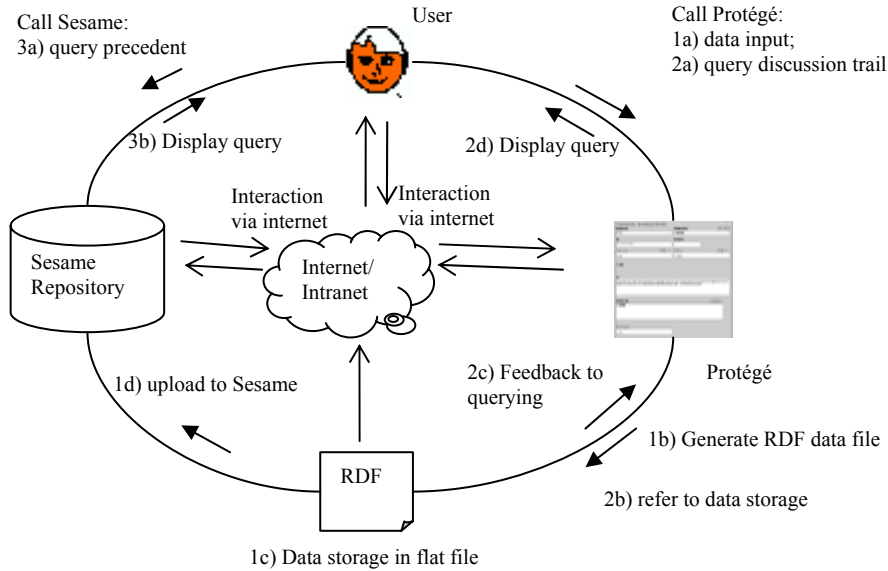 Call Sesame:
3a) query precedent
User
Call Protégé:
1a) data input;
2a) query discussion trail
3b) Display query
2d) Display query
Interaction
via internet
Interaction
via internet
Sesame
Repository
Internet/
Intranet
1d) upload to Sesame
2c) Feedback to
querying
Protégé
1b) Generate RDF data file
RDF
2b) refer to data storage
1c) Data storage in flat file